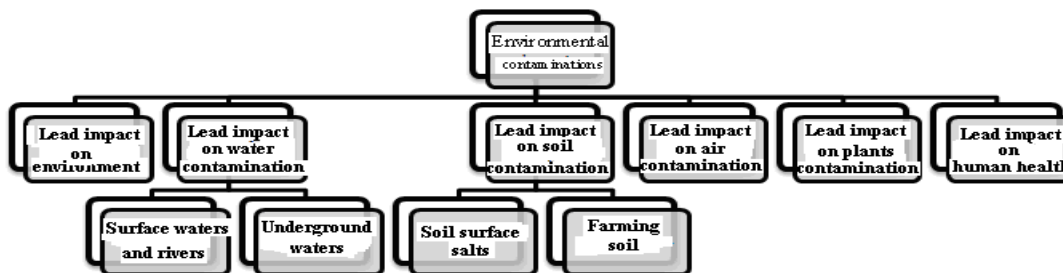 Environmental
contaminations
Lead impact
on
environment
Lead impact
on water
contamination
Lead impact
on soil
contamination
Lead impact
on air
contamination
Lead impact
on plants
contamination
Lead impact
on
human health
Surface waters
and rivers
Underground
waters
Soil surface
salts
Farming
soil